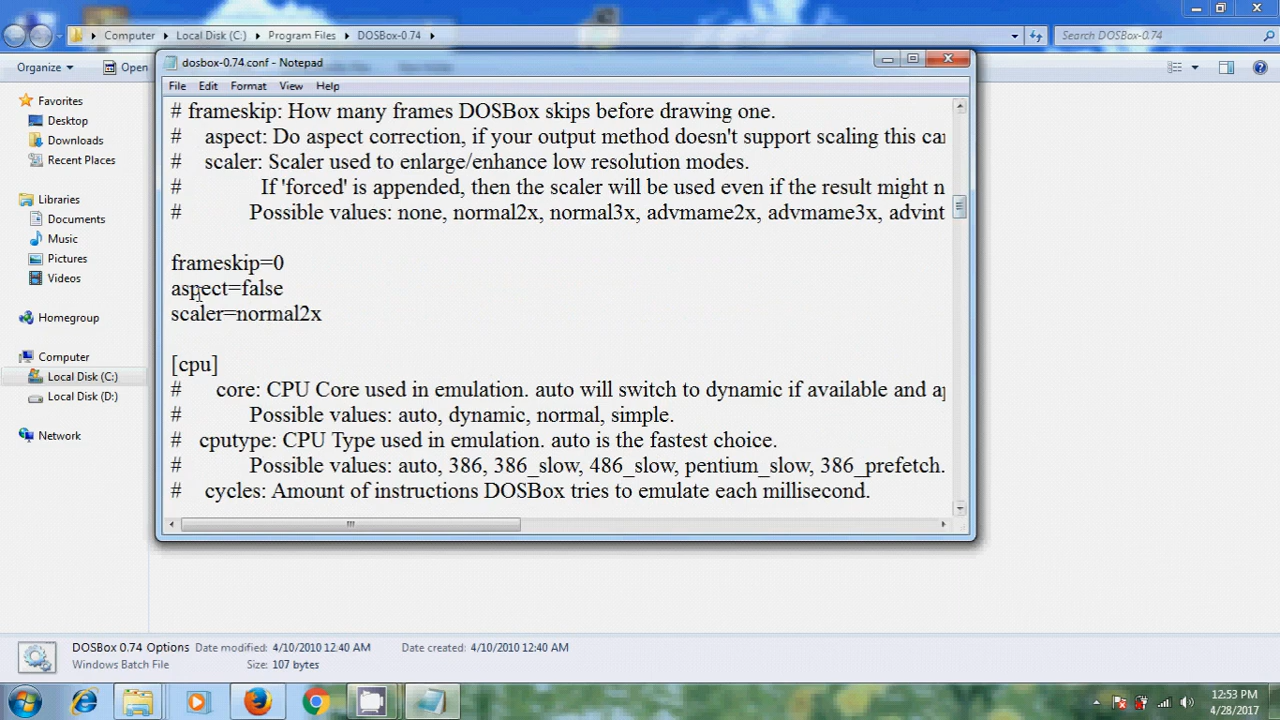 Computer
Local Disk (C:)
Program Files
DOSBox-0.74
Search DOSBox-0.74
Organize
Open
Favorites
Desktop
Downloads
Recent Places
Libraries
Documents
Music
Pictures
Videos
Homegroup
Computer
Local Disk (C:)
Local Disk (D:)
Network
dosbox-0.74.conf - Notepad
File Edit Format View Help
# frameskip: How many frames DOSBox skips before drawing one.
# aspect: Do aspect correction, if your output method doesn't support scaling this ca
# scaler: Scaler used to enlarge/enhance low resolution modes.
# If 'forced' is appended, then the scaler will be used even if the result might n
# Possible values: none, normal2x, normal3x, advmame2x, advmame3x, advint
frameskip=0
aspect=false
scaler=normal2x
[cpu]
# core: CPU Core used in emulation. auto will switch to dynamic if available and ap
# Possible values: auto, dynamic, normal, simple.
# cputype: CPU Type used in emulation. auto is the fastest choice.
# Possible values: auto, 386, 386_slow, 486_slow, pentium_slow, 386_prefetch.
# cycles: Amount of instructions DOSBox tries to emulate each millisecond.
DOSBox 0.74 Options Date modified: 4/10/2010 12:40 AM Date created: 4/10/2010 12:40 AM
Windows Batch File Size: 107 bytes
12:53 PM
4/28/2017